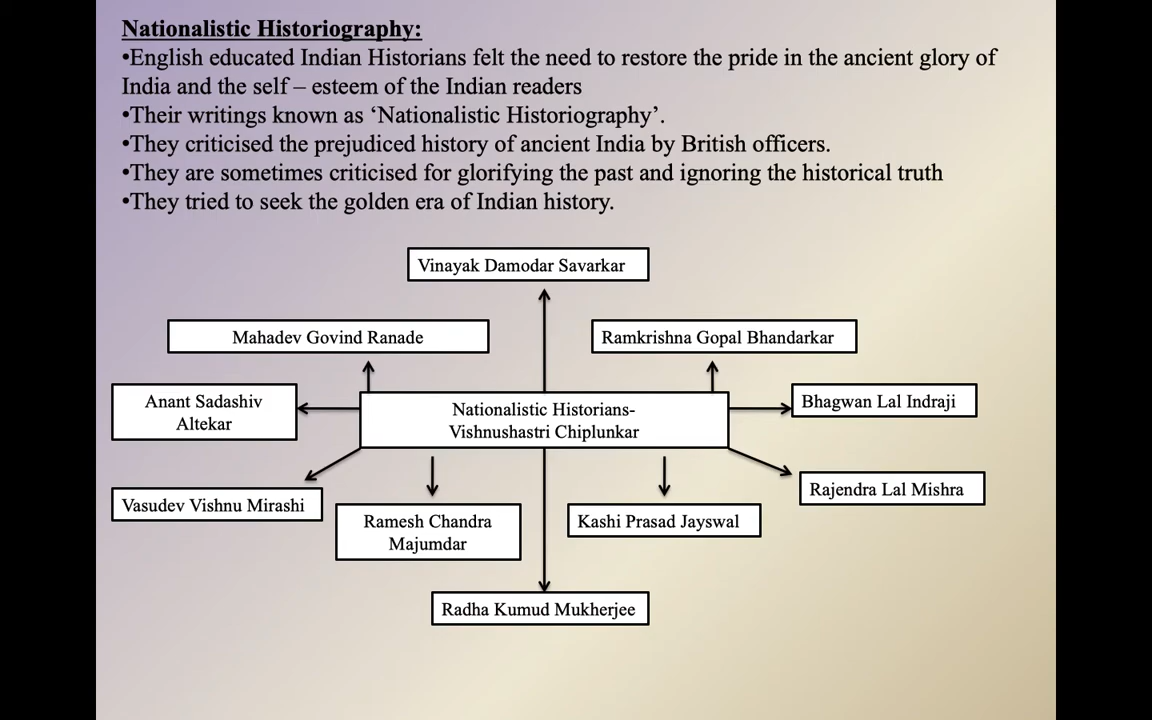 Nationalistic Historiography:
•English educated Indian Historians felt the need to restore the pride in the ancient glory of
India and the self – esteem of the Indian readers
•Their writings known as ‘Nationalistic Historiography’.
•They criticised the prejudiced history of ancient India by British officers.
•They are sometimes criticised for glorifying the past and ignoring the historical truth
•They tried to seek the golden era of Indian history.
Vinayak Damodar Savarkar
Mahadev Govind Ranade
Ramkrishna Gopal Bhandarkar
Anant Sadashiv
Altekar
Nationalistic Historians-
Vishnushastri Chiplunkar
Bhagwan Lal Indraji
Vasudev Vishnu Mirashi
Rajendra Lal Mishra
Ramesh Chandra
Majumdar
Kashi Prasad Jayswal
Radha Kumud Mukherjee